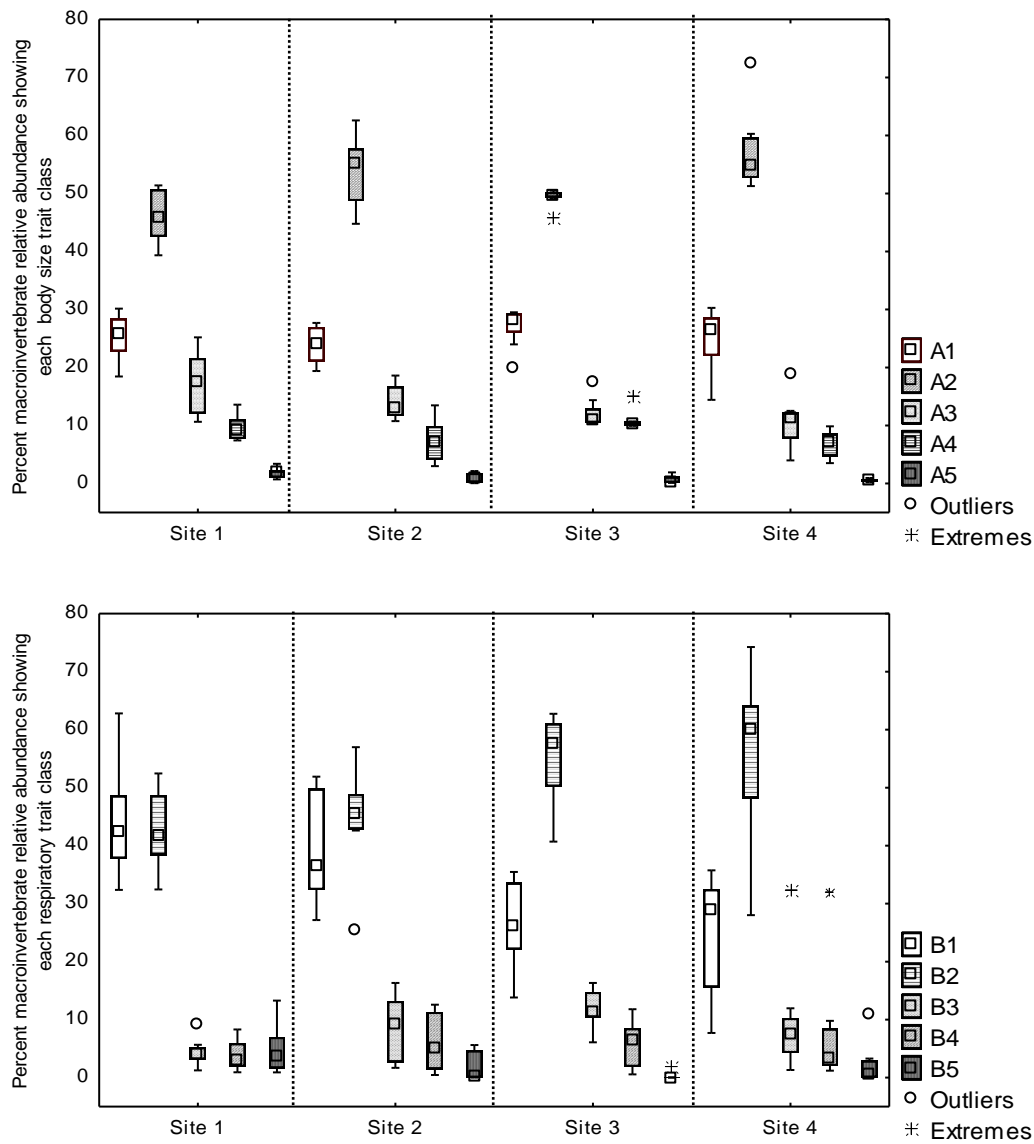 Percent macroinvertebrate relative abundance showing
each body size trait class
80
70
60
50
40
30
20
10
0
Site 1 Site 2 Site 3 Site 4
A1
A2
A3
A4
A5
Outliers
Extremes
Percent macroinvertebrate relative abundance showing
each respiratory trait class
80
70
60
50
40
30
20
10
0
Site 1 Site 2 Site 3 Site 4
B1
B2
B3
B4
B5
Outliers
Extremes